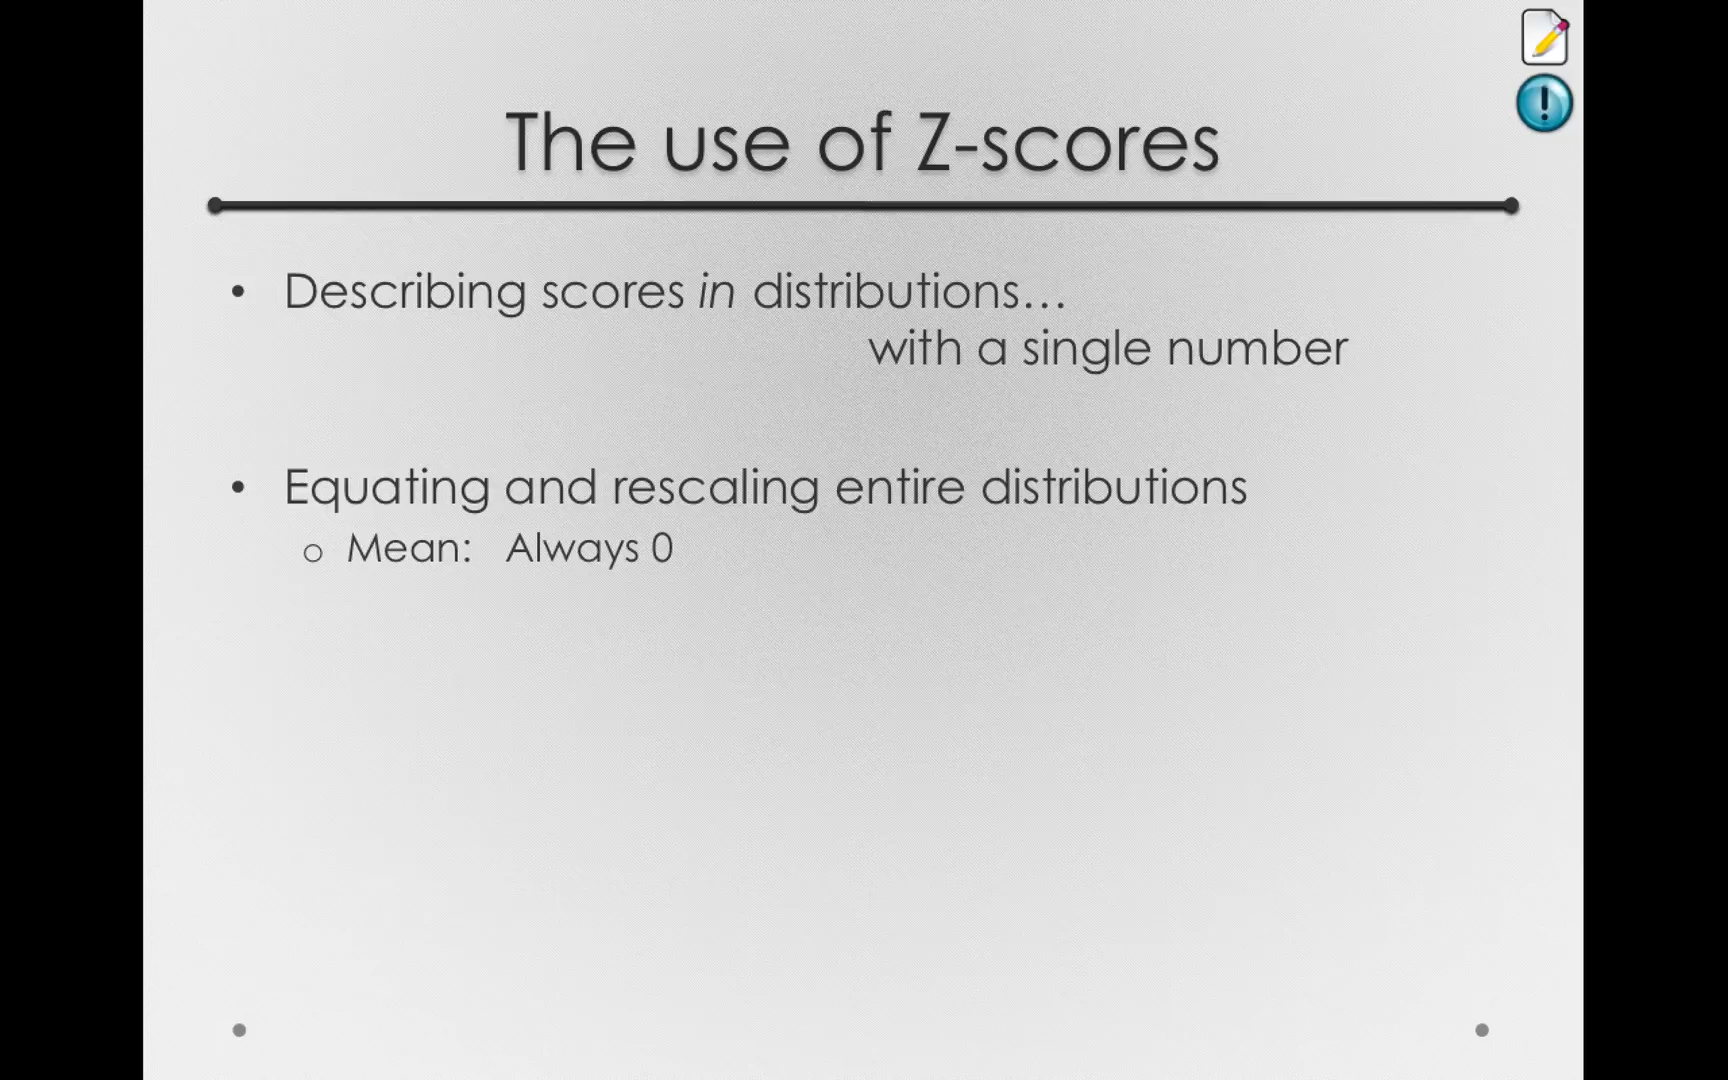 The use of Z-scores
• Describing scores in distributions…
with a single number
• Equating and rescaling entire distributions
o Mean: Always 0